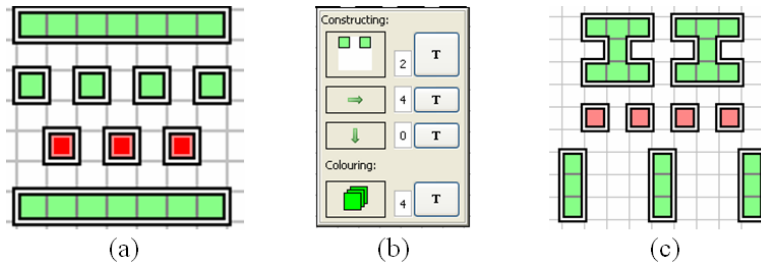 Constructing:
2 T
4 T
0 T
Colouring:
4 T
(a) (b) (c)